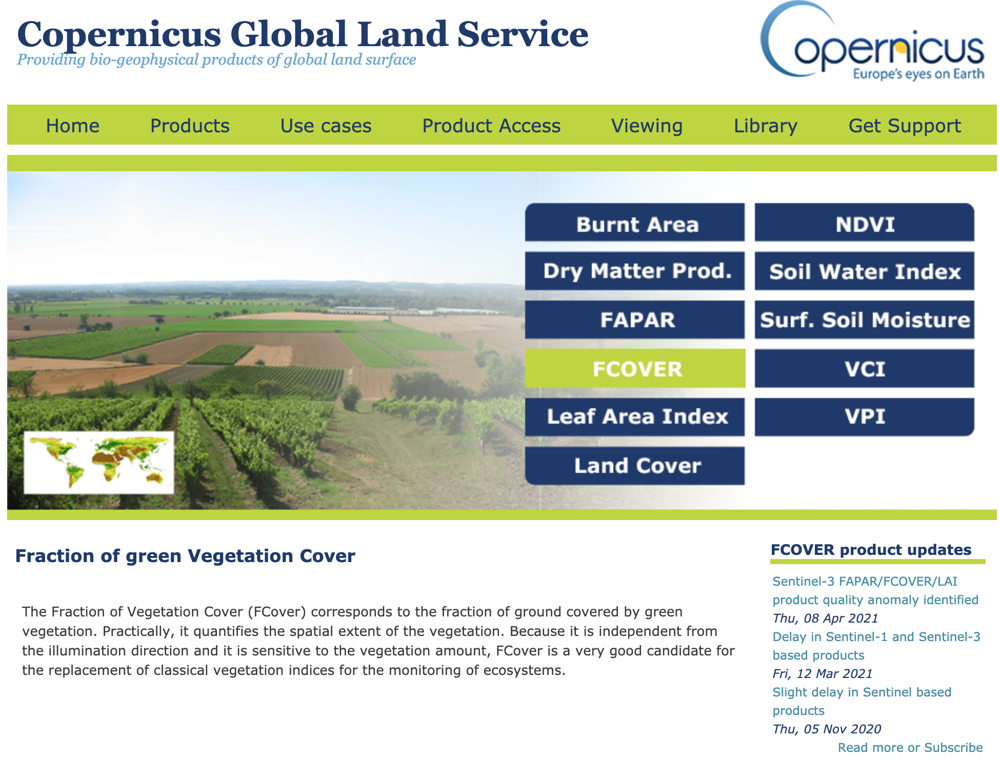 Copernicus Global Land Service
Providing bio-geophysical products of global land surface
opernicus
Europe's eyes on Earth
Home Products Use cases Product Access Viewing Library Get Support
Burnt Area
NDVI
Dry Matter Prod.
Soil Water Index
FAPAR
Surf. Soil Moisture
FCOVER
VCI
Leaf Area Index
VPI
Land Cover
Fraction of green Vegetation Cover
The Fraction of Vegetation Cover (FCover) corresponds to the fraction of ground covered by green
vegetation. Practically, it quantifies the spatial extent of the vegetation. Because it is independent from
the illumination direction and it is sensitive to the vegetation amount, FCover is a very good candidate for
the replacement of classical vegetation indices for the monitoring of ecosystems.
FCOVER product updates
Sentinel-3 FAPAR/FCOVER/LAI
product quality anomaly identified
Thu, 08 Apr 2021
Delay in Sentinel-1 and Sentinel-3
based products
Fri, 12 Mar 2021
Slight delay in Sentinel based
products
Thu, 05 Nov 2020
Read more or Subscribe